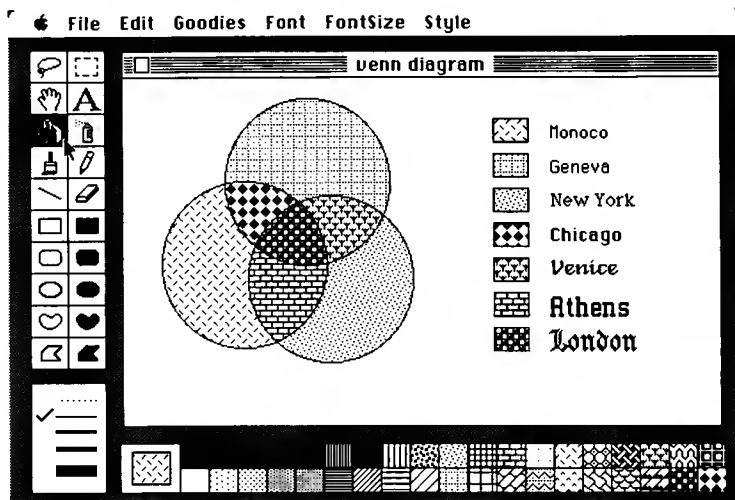 File Edit Goodies Font FontSize Style
venn diagram
A
Monoco
Geneva
New York
Chicago
Venice
Athens
London